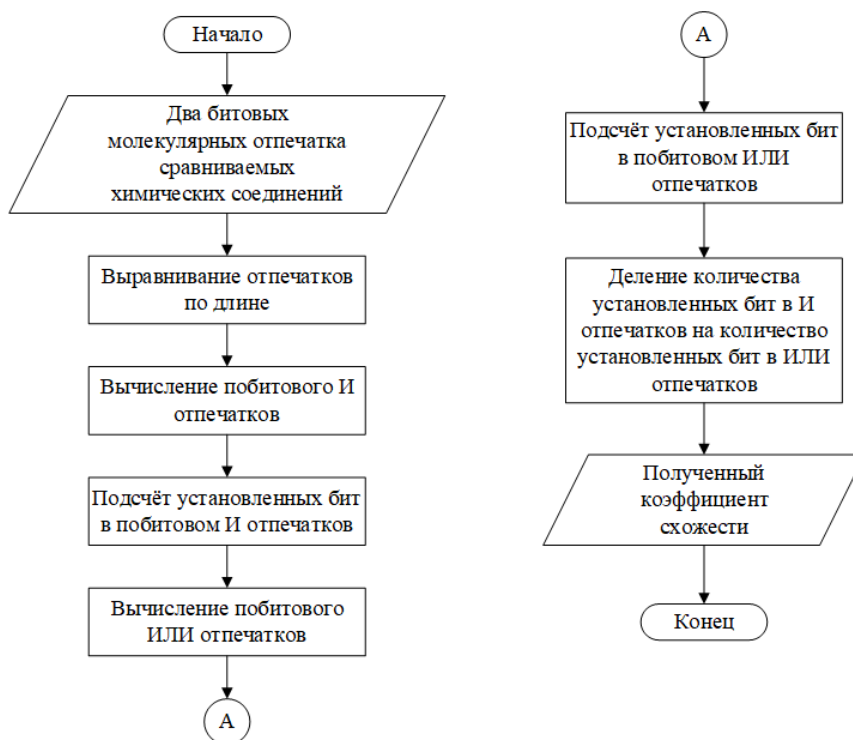 Начало
Два битовых
молекулярных отпечатка
сравниваемых
химических соединений
Выравнивание отпечатков
по длине
Вычисление побитового И
отпечатков
Подсчёт установленных бит
в побитовом И отпечатков
Вычисление побитового
ИЛИ отпечатков
А
А
Подсчёт установленных бит
в побитовом ИЛИ
отпечатков
Деление количества
установленных бит в И
отпечатков на количество
установленных бит в ИЛИ
отпечатков
Полученный
коэффициент
схожести
Конец